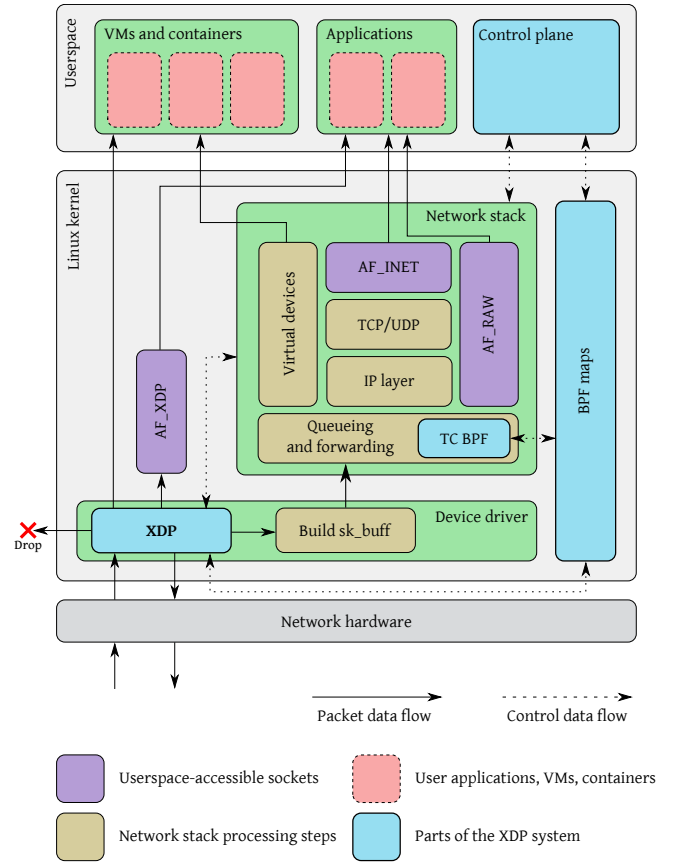 Userspace
VMs and containers
Applications
Control plane
Linux kernel
Network stack
Virtual devices
AF_INET
TCP/UDP
IP layer
AF_RAW
BPF maps
AF_XDP
Queueing
and forwarding
TC BPF
Device driver
XDP
Build sk_buff
Drop
Network hardware
Packet data flow
Control data flow
Userspace-accessible sockets
User applications, VMs, containers
Network stack processing steps
Parts of the XDP system